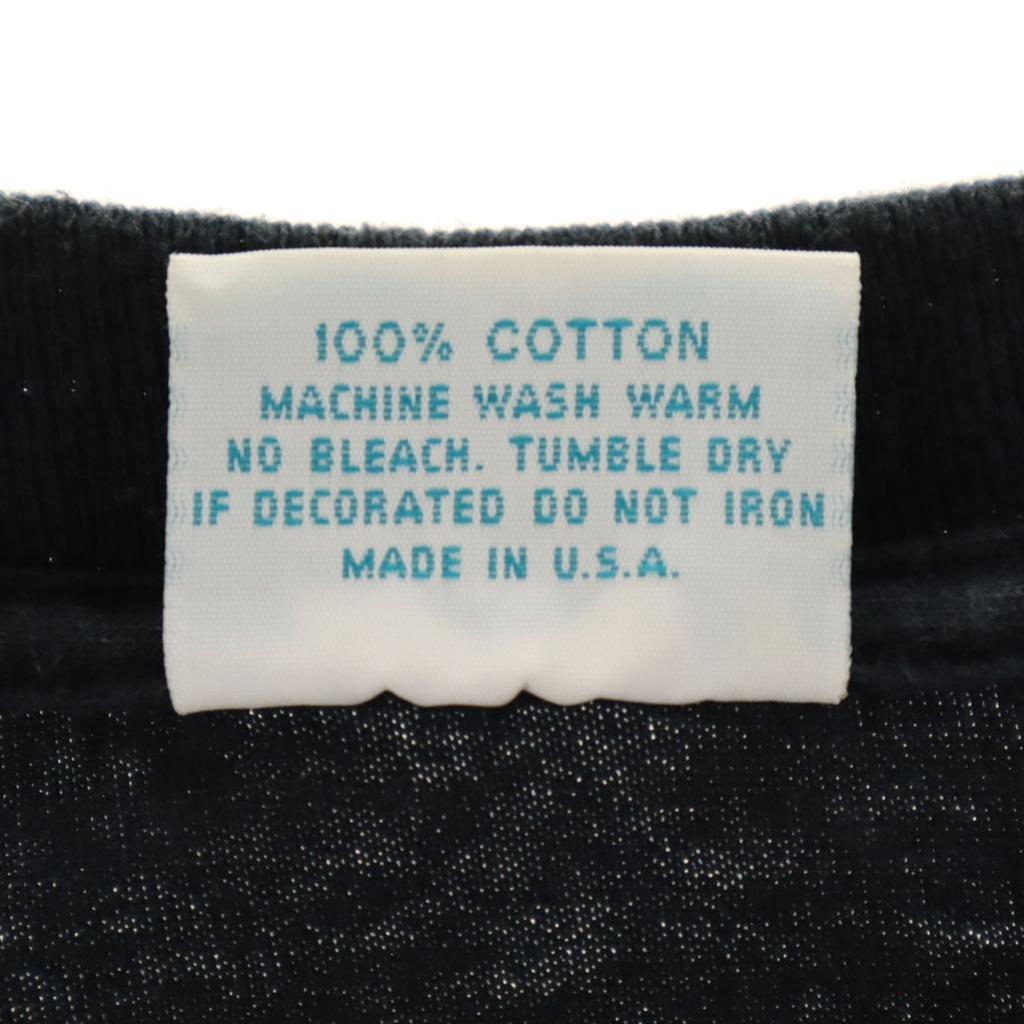 100% COTTON
MACHINE WASH WARM
NO BLEACH. TUMBLE DRY
IF DECORATED DO NOT IRON
MADE IN U.S.A.